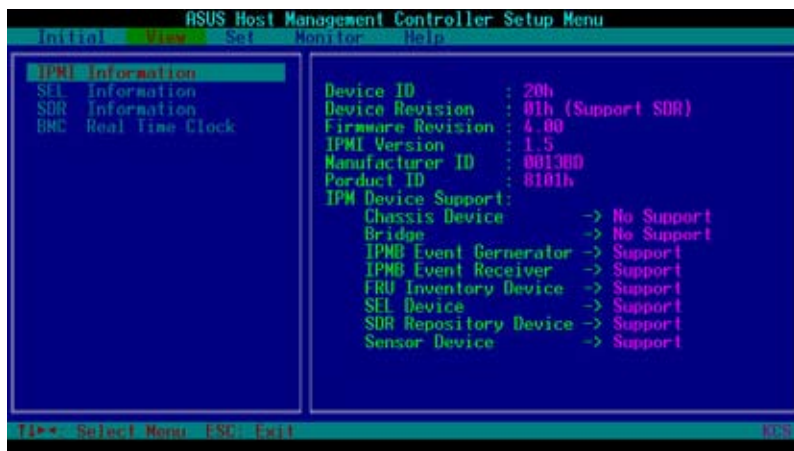 ASUS Host Management Controller Setup Menu
Initial View Set Monitor Help
IPMI Information
SEL Information
SDR Information
BMC Real Time Clock
Device ID : 20h
Device Revision : 01h (Support SDR)
Firmware Revision : 4.00
IPMI Version : 1.5
Manufacturer ID : 0013BD
Porduct ID : 8101h
IPM Device Support:
Chassis Device -> No Support
Bridge -> No Support
IPMB Event Gernerator -> Support
IPMB Event Receiver -> Support
FRU Inventory Device -> Support
SEL Device -> Support
SDR Repository Device -> Support
Sensor Device -> Support
↑↓►◄: Select Menu ESC: Exit KCS